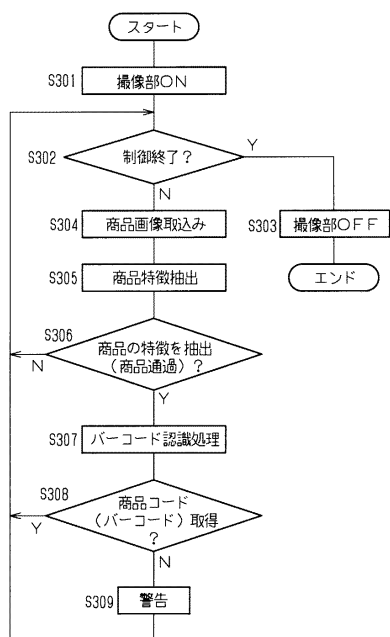 スタート
S301
撮像部ON
S302
制御終了?
Y
N
S304
商品画像取込み
S303
撮像部OFF
S305
商品特徴抽出
エンド
S306
商品の特徴を抽出
(商品通過)?
N
Y
S307
バーコード認識処理
S308
商品コード
(バーコード)取得
?
Y
N
S309
警告